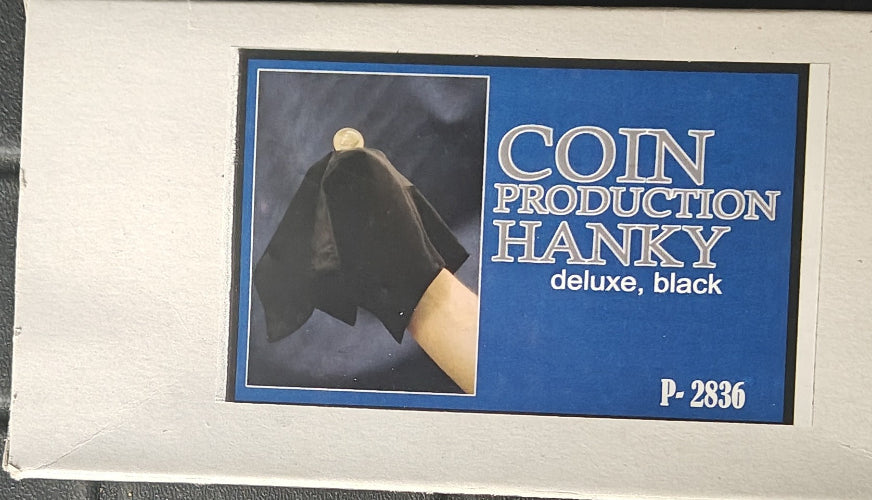 COIN
PRODUCTION
HANKY
deluxe, black
P- 2836